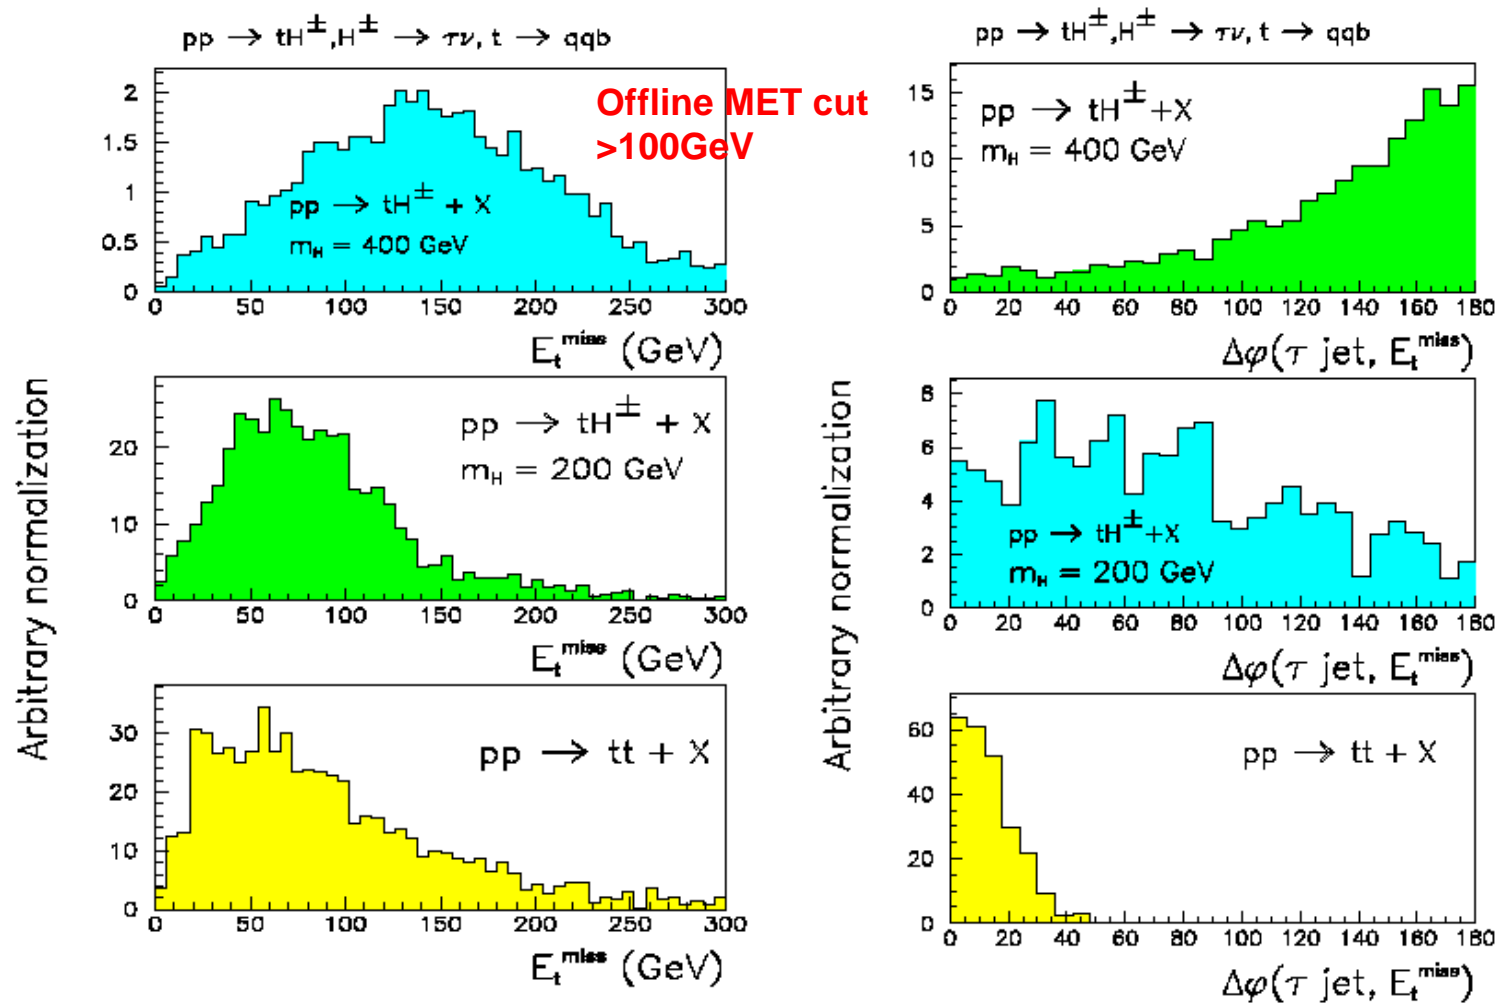 pp → tH±,H± → τν, t → qqb
2
1.5
1
0.5
0
Offline MET cut
>100GeV
pp → tH± + X
mH = 400 GeV
0 50 100 150 200 250 300
Et^miss (GeV)
pp → tH±,H± → τν, t → qqb
15
10
5
0
pp → tH± +X
mH = 400 GeV
0 20 40 60 80 100 120 140 160 180
Δφ(τ jet, Et^miss)
Arbitrary normalization
20
10
0
pp → tH± + X
mH = 200 GeV
0 50 100 150 200 250 300
Et^miss (GeV)
Arbitrary normalization
8
6
4
2
0
pp → tH± +X
mH = 200 GeV
0 20 40 60 80 100 120 140 160 180
Δφ(τ jet, Et^miss)
30
20
10
0
pp → tt + X
0 50 100 150 200 250 300
Et^miss (GeV)
60
40
20
0
pp → tt + X
0 20 40 60 80 100 120 140 160 180
Δφ(τ jet, Et^miss)